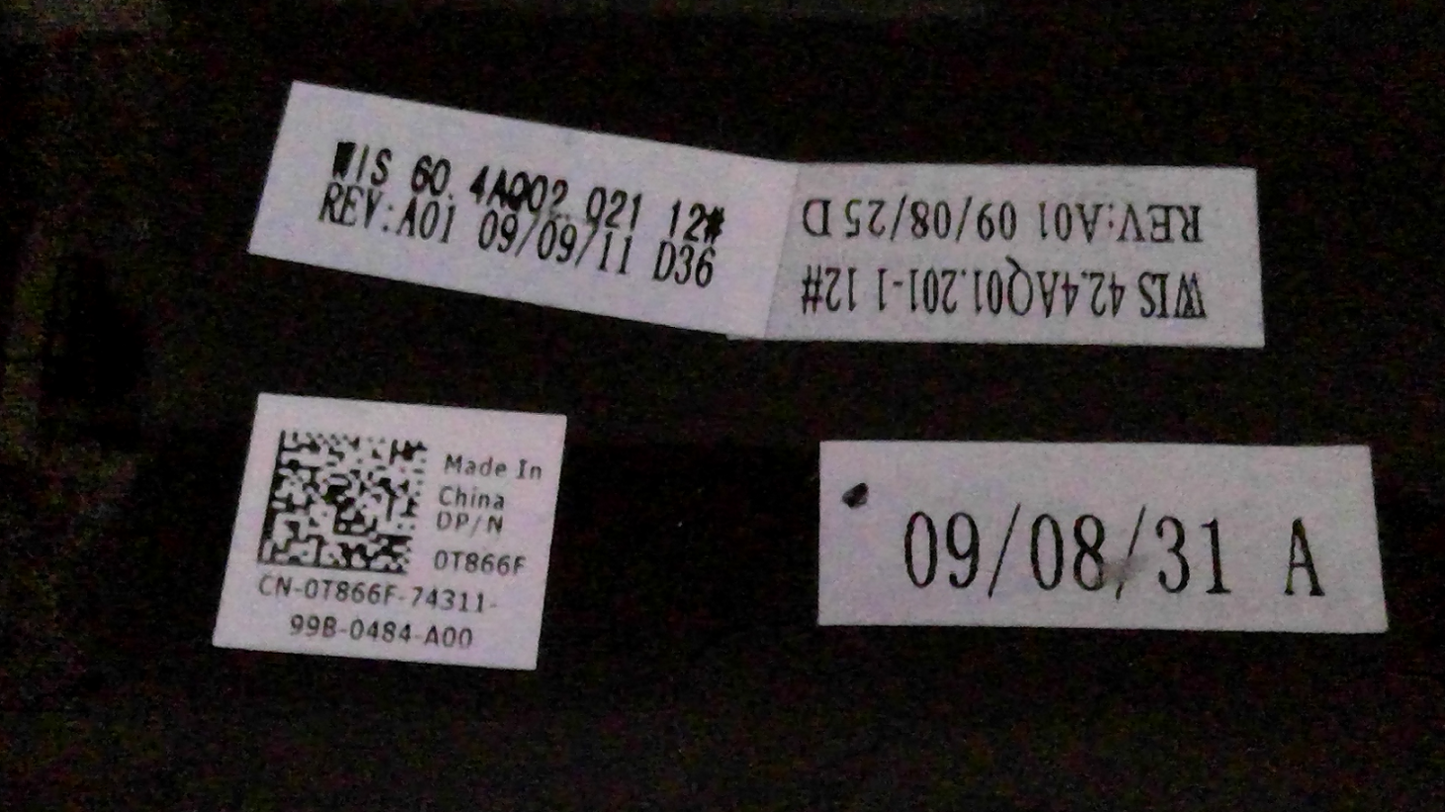 WIS 60.4AQ02.021 12#
REV:A01 09/09/11 D36
WIS 42.4AQ01.201-1 12#
REV:A01 09/08/25 D
Made In
China
DP/N
0T866F
CN-0T866F-74311-
99B-0484-A00
09/08/31 A